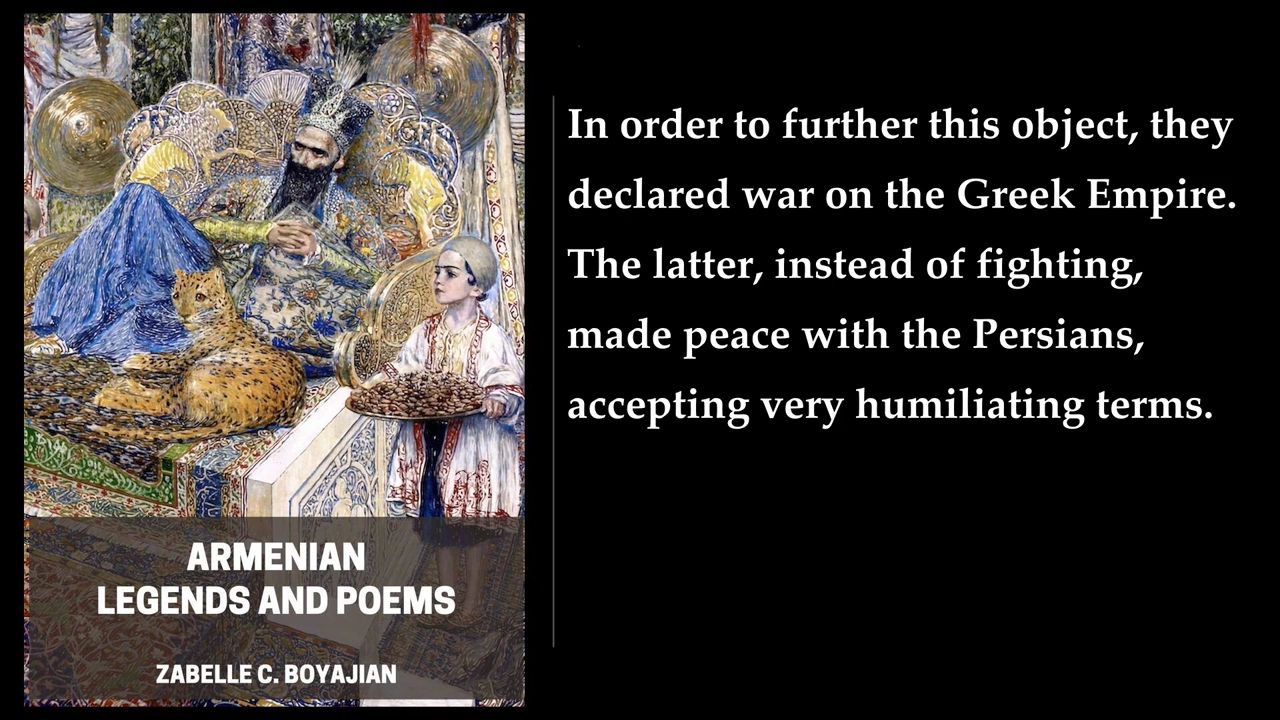 In order to further this object, they
declared war on the Greek Empire.
The latter, instead of fighting,
made peace with the Persians,
accepting very humiliating terms.
ARMENIAN
LEGENDS AND POEMS
ZABELLE C. BOYAJIAN